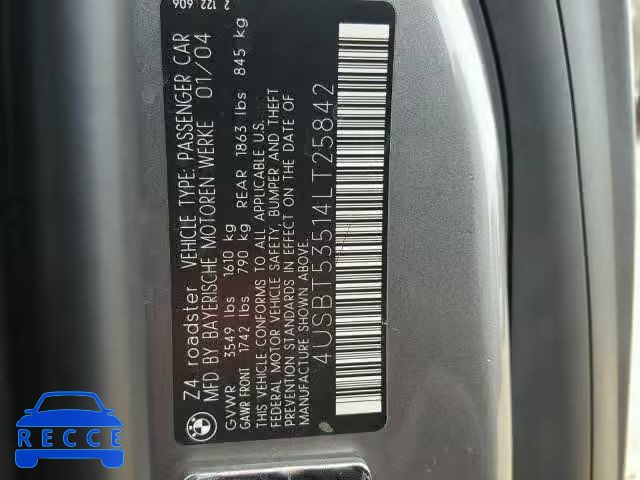 Z4 roadster VEHICLE TYPE: PASSENGER CAR
MFD BY BAYERISCHE MOTOREN WERKE 01/04
GVWR 3549 lbs 1610 kg
GAWR FRONT 1742 lbs 790 kg REAR 1863 lbs 845 kg
THIS VEHICLE CONFORMS TO ALL APPLICABLE U.S.
FEDERAL MOTOR VEHICLE SAFETY, BUMPER AND THEFT
PREVENTION STANDARDS IN EFFECT ON THE DATE OF
MANUFACTURE SHOWN ABOVE.
4USBT53514LT25842
2 122 606
BMW
RECCE